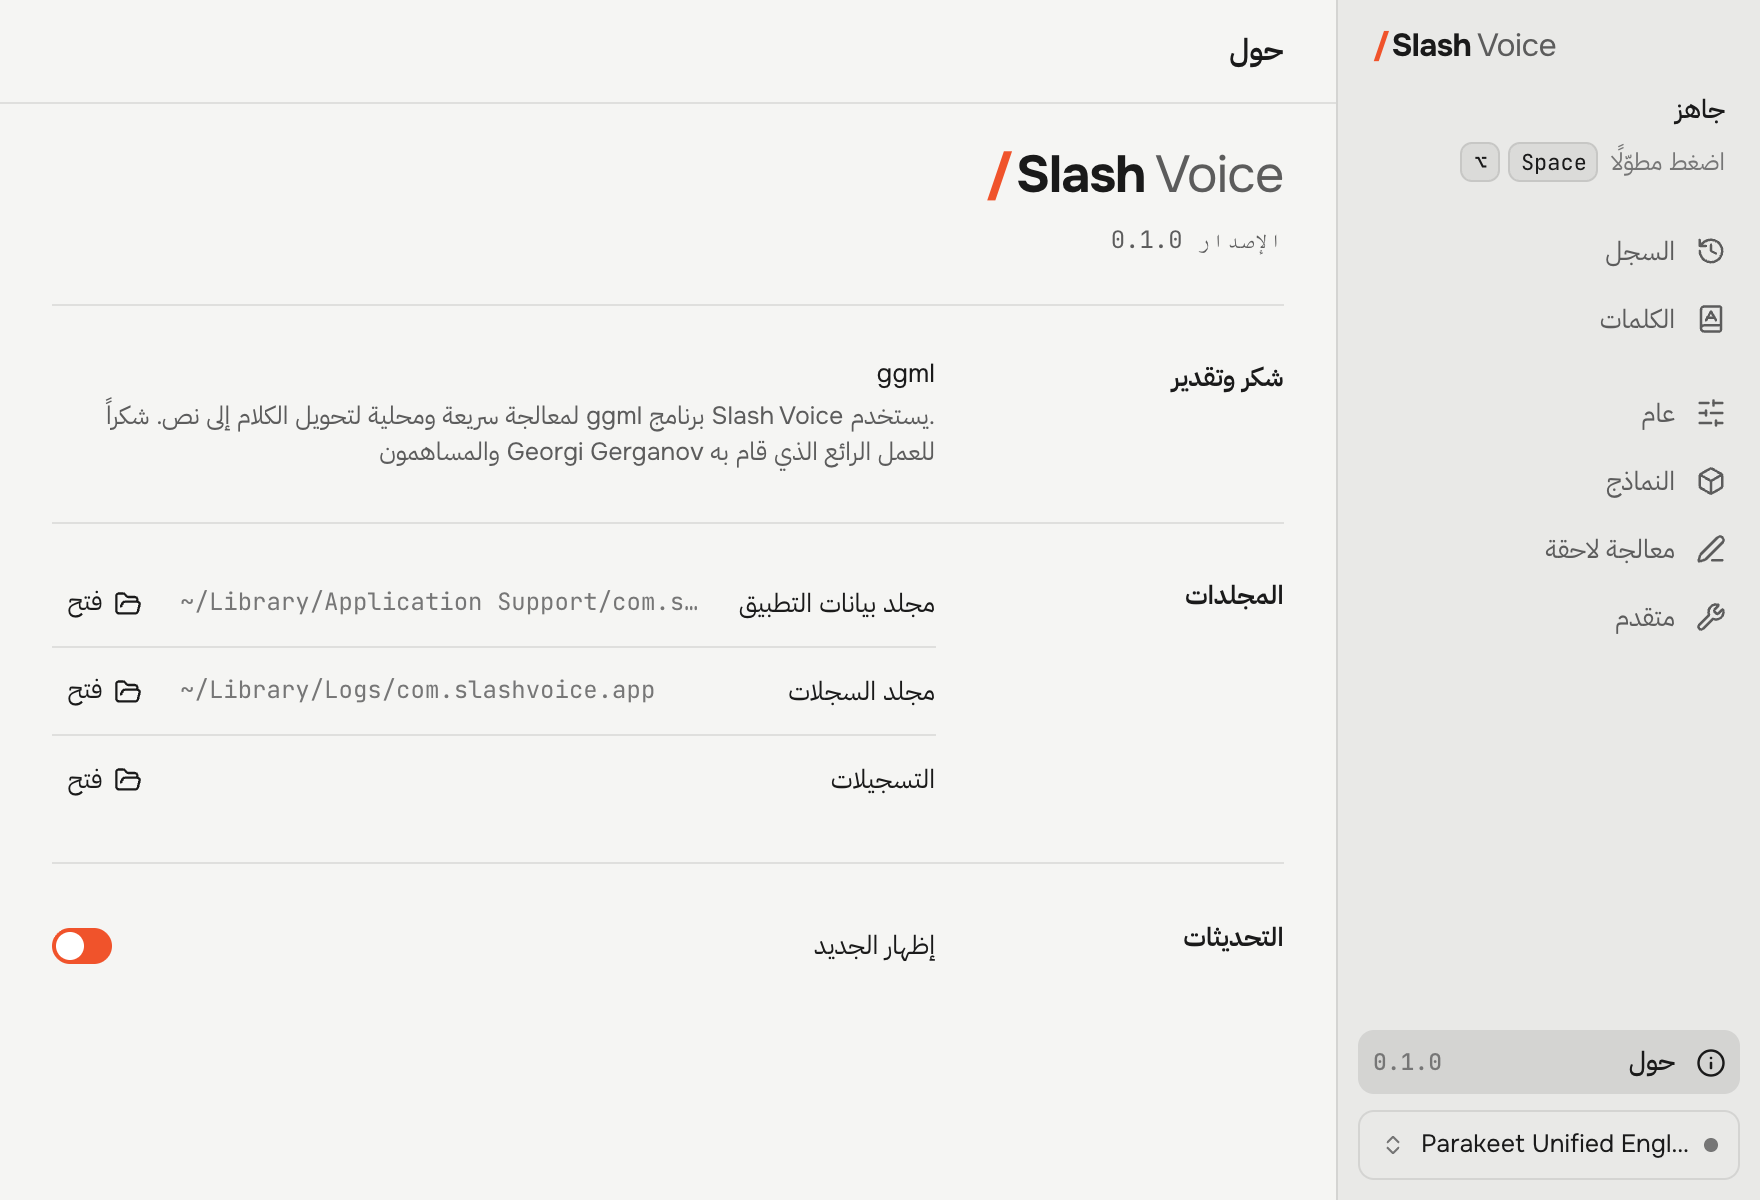 /Slash Voice
جاهز
اضغط مطوّلًا Space ⌥
السجل
الكلمات
عام
النماذج
معالجة لاحقة
متقدم
حول 0.1.0
Parakeet Unified Engl...
حول
/Slash Voice
الإصدار 0.1.0
شكر وتقدير
ggml
.يستخدم Slash Voice برنامج ggml لمعالجة سريعة ومحلية لتحويل الكلام إلى نص. شكراً
للعمل الرائع الذي قام به Georgi Gerganov والمساهمون
المجلدات
مجلد بيانات التطبيق ~/Library/Application Support/com.s… فتح
مجلد السجلات ~/Library/Logs/com.slashvoice.app فتح
التسجيلات فتح
التحديثات
إظهار الجديد